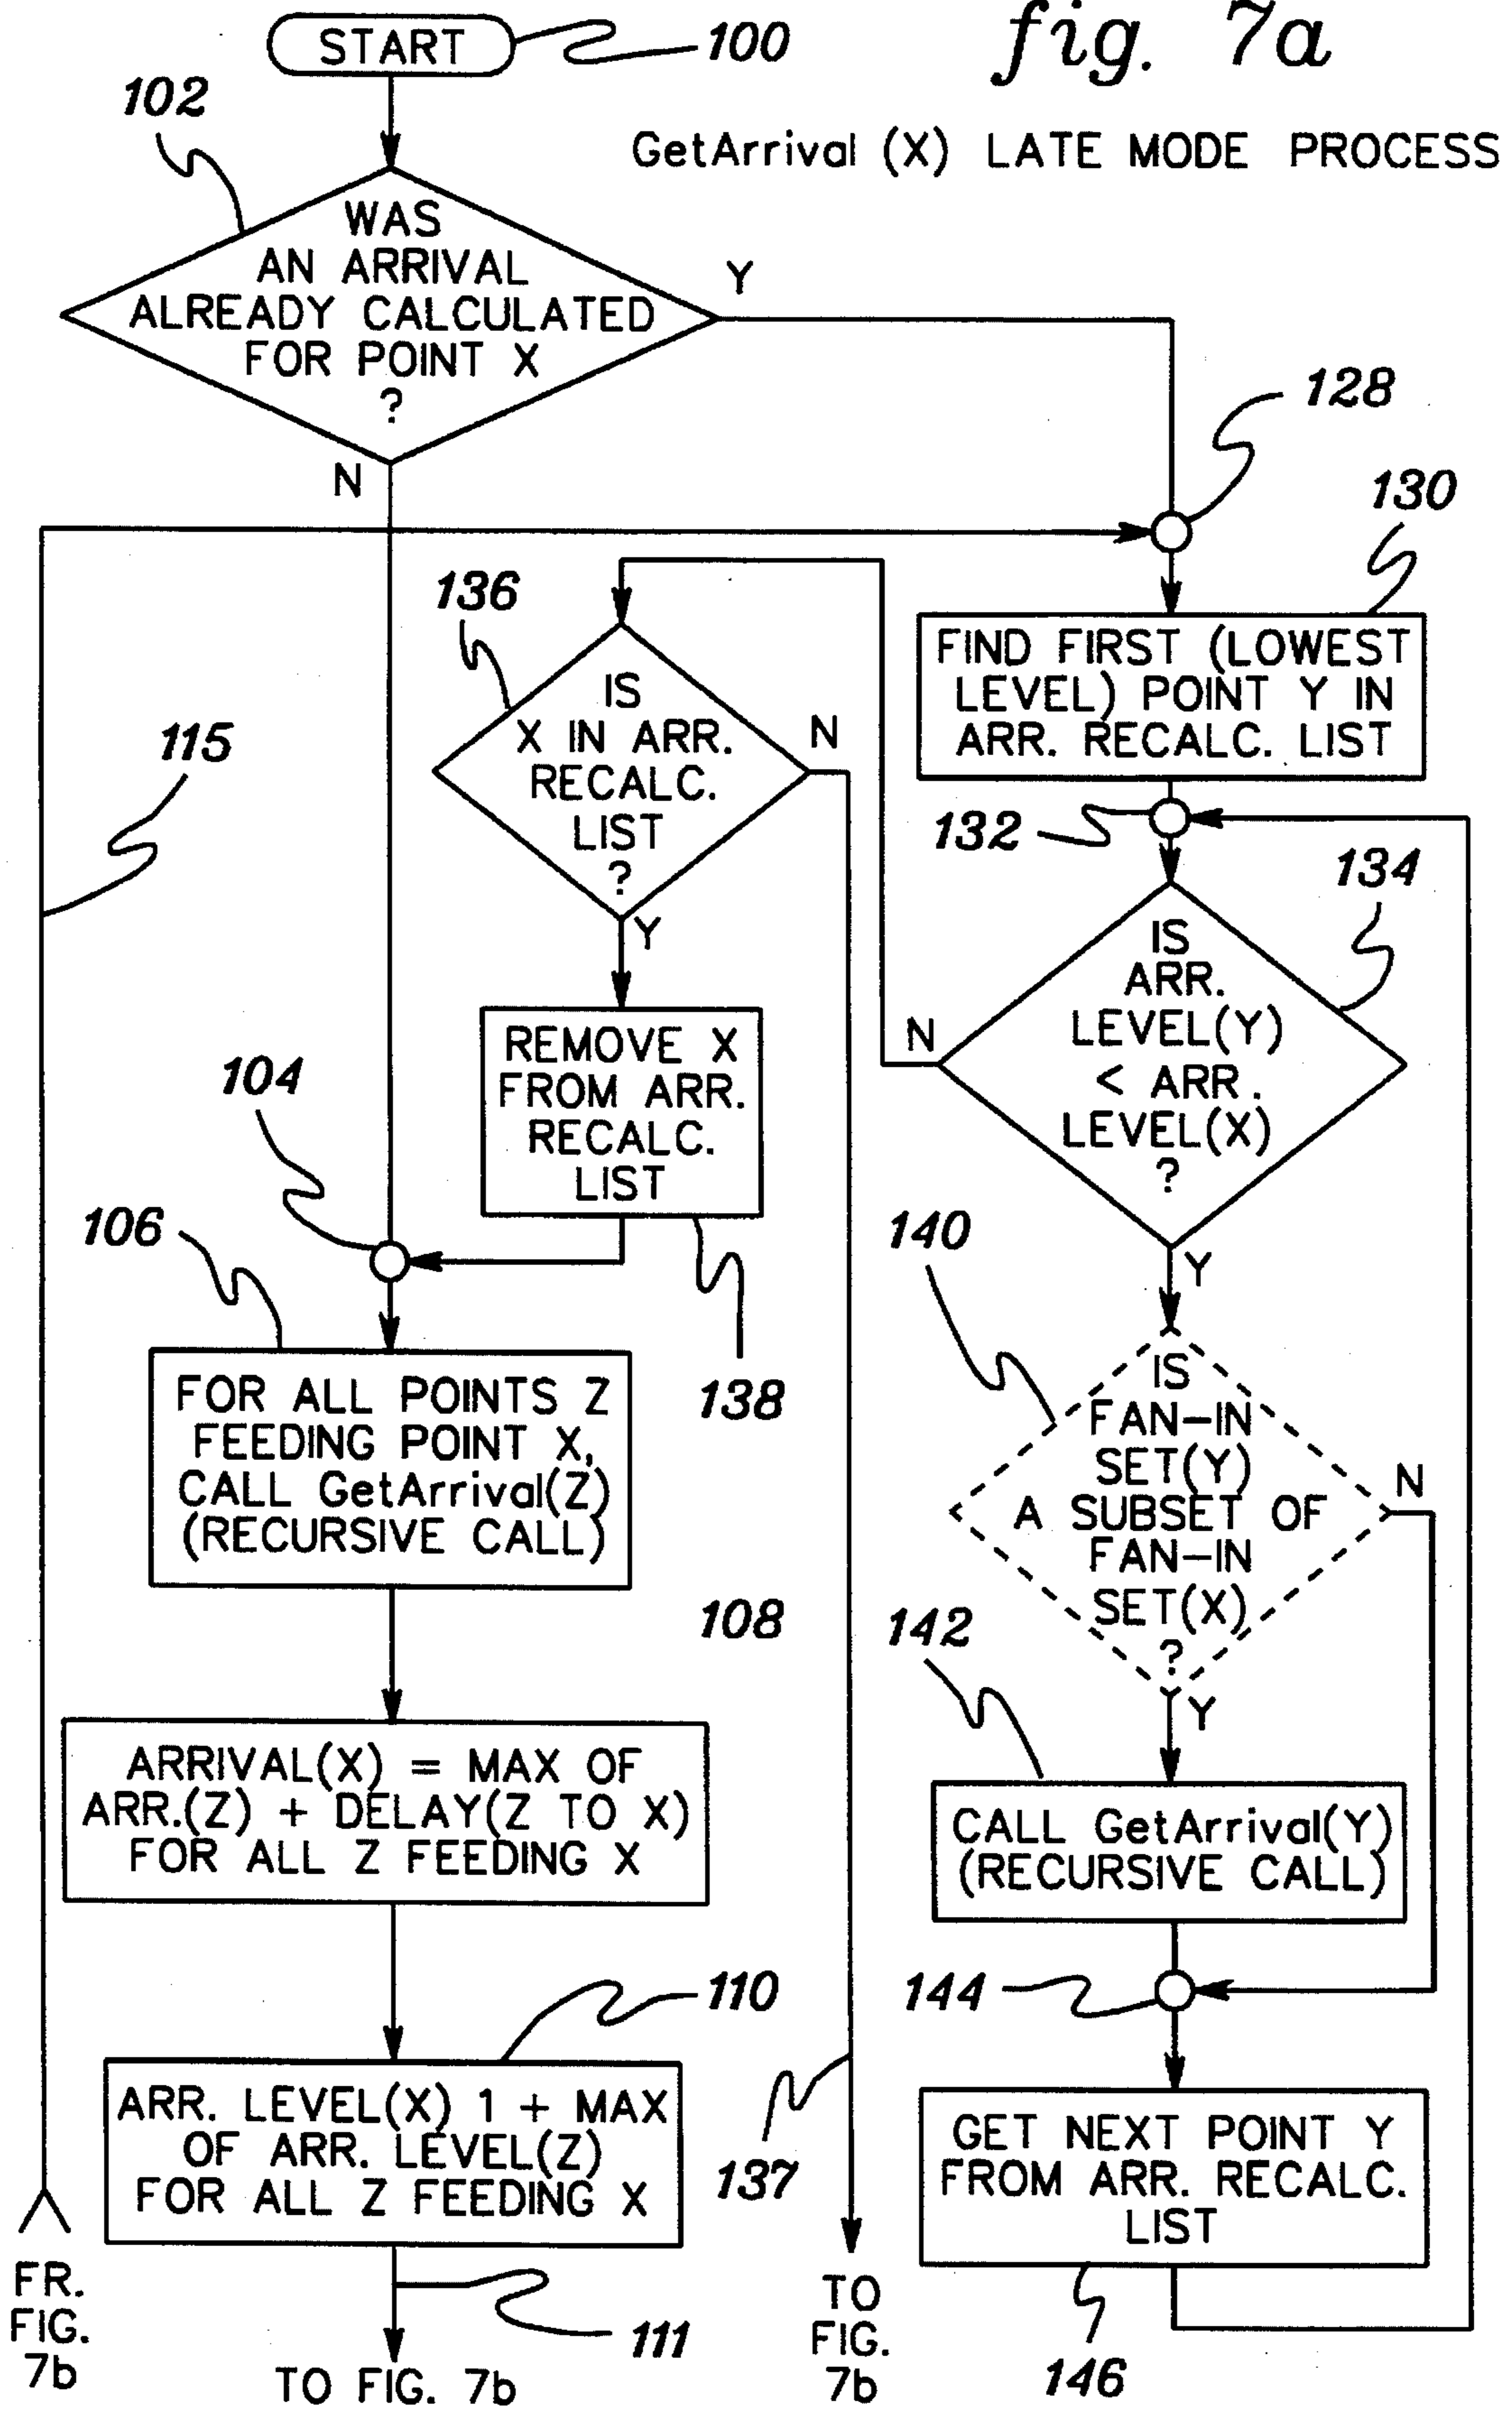 fig. 7a
START
100
GetArrival (X) LATE MODE PROCESS
102
WAS
AN ARRIVAL
ALREADY CALCULATED
FOR POINT X
?
Y
N
128
130
FIND FIRST (LOWEST
LEVEL) POINT Y IN
ARR. RECALC. LIST
132
134
IS
ARR.
LEVEL(Y)
< ARR.
LEVEL(X)
?
N
Y
136
IS
X IN ARR.
RECALC.
LIST
?
N
Y
115
REMOVE X
FROM ARR.
RECALC.
LIST
138
104
106
FOR ALL POINTS Z
FEEDING POINT X,
CALL GetArrival(Z)
(RECURSIVE CALL)
108
ARRIVAL(X) = MAX OF
ARR.(Z) + DELAY(Z TO X)
FOR ALL Z FEEDING X
110
ARR. LEVEL(X) 1 + MAX
OF ARR. LEVEL(Z)
FOR ALL Z FEEDING X
111
TO FIG. 7b
FR.
FIG.
7b
137
TO
FIG.
7b
140
IS
FAN-IN
SET(Y)
A SUBSET OF
FAN-IN
SET(X)
?
N
Y
142
CALL GetArrival(Y)
(RECURSIVE CALL)
144
GET NEXT POINT Y
FROM ARR. RECALC.
LIST
146